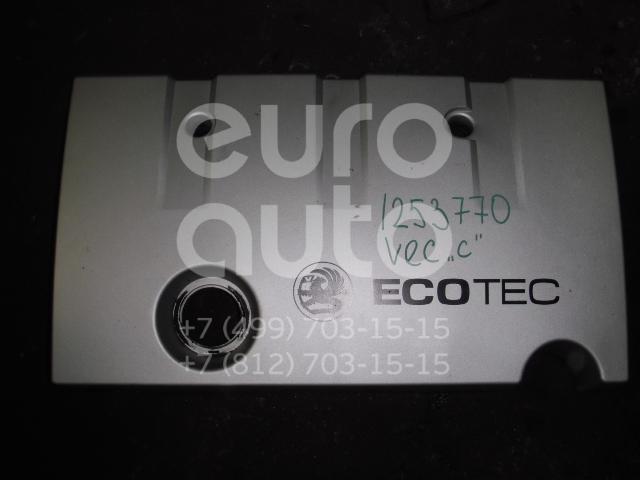 euro
auto
1253770
vec „c“
ECOTEC
+7 (499) 703-15-15
+7 (812) 703-15-15